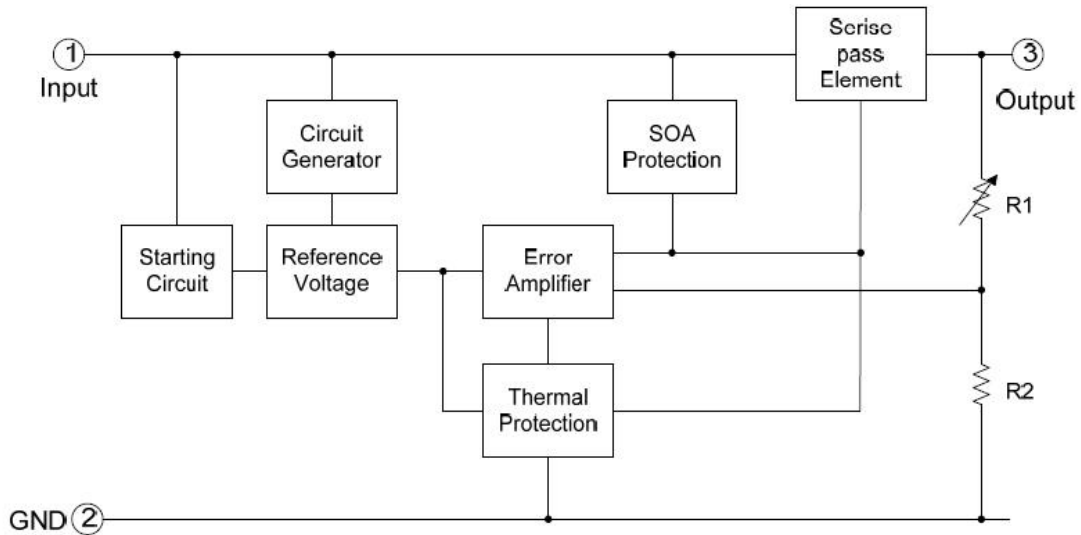 Serise
pass
Element
1
Input
3
Output
Circuit
Generator
SOA
Protection
R1
Starting
Circuit
Reference
Voltage
Error
Amplifier
Thermal
Protection
R2
GND 2